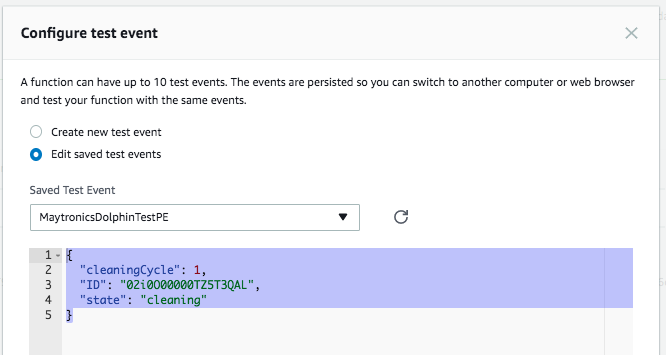 Configure test event
A function can have up to 10 test events. The events are persisted so you can switch to another computer or web browser
and test your function with the same events.
Create new test event
Edit saved test events
Saved Test Event
MaytronicsDolphinTestPE
1 {
2 "cleaningCycle": 1,
3 "ID": "02i0O00000TZ5T3QAL",
4 "state": "cleaning"
5 }